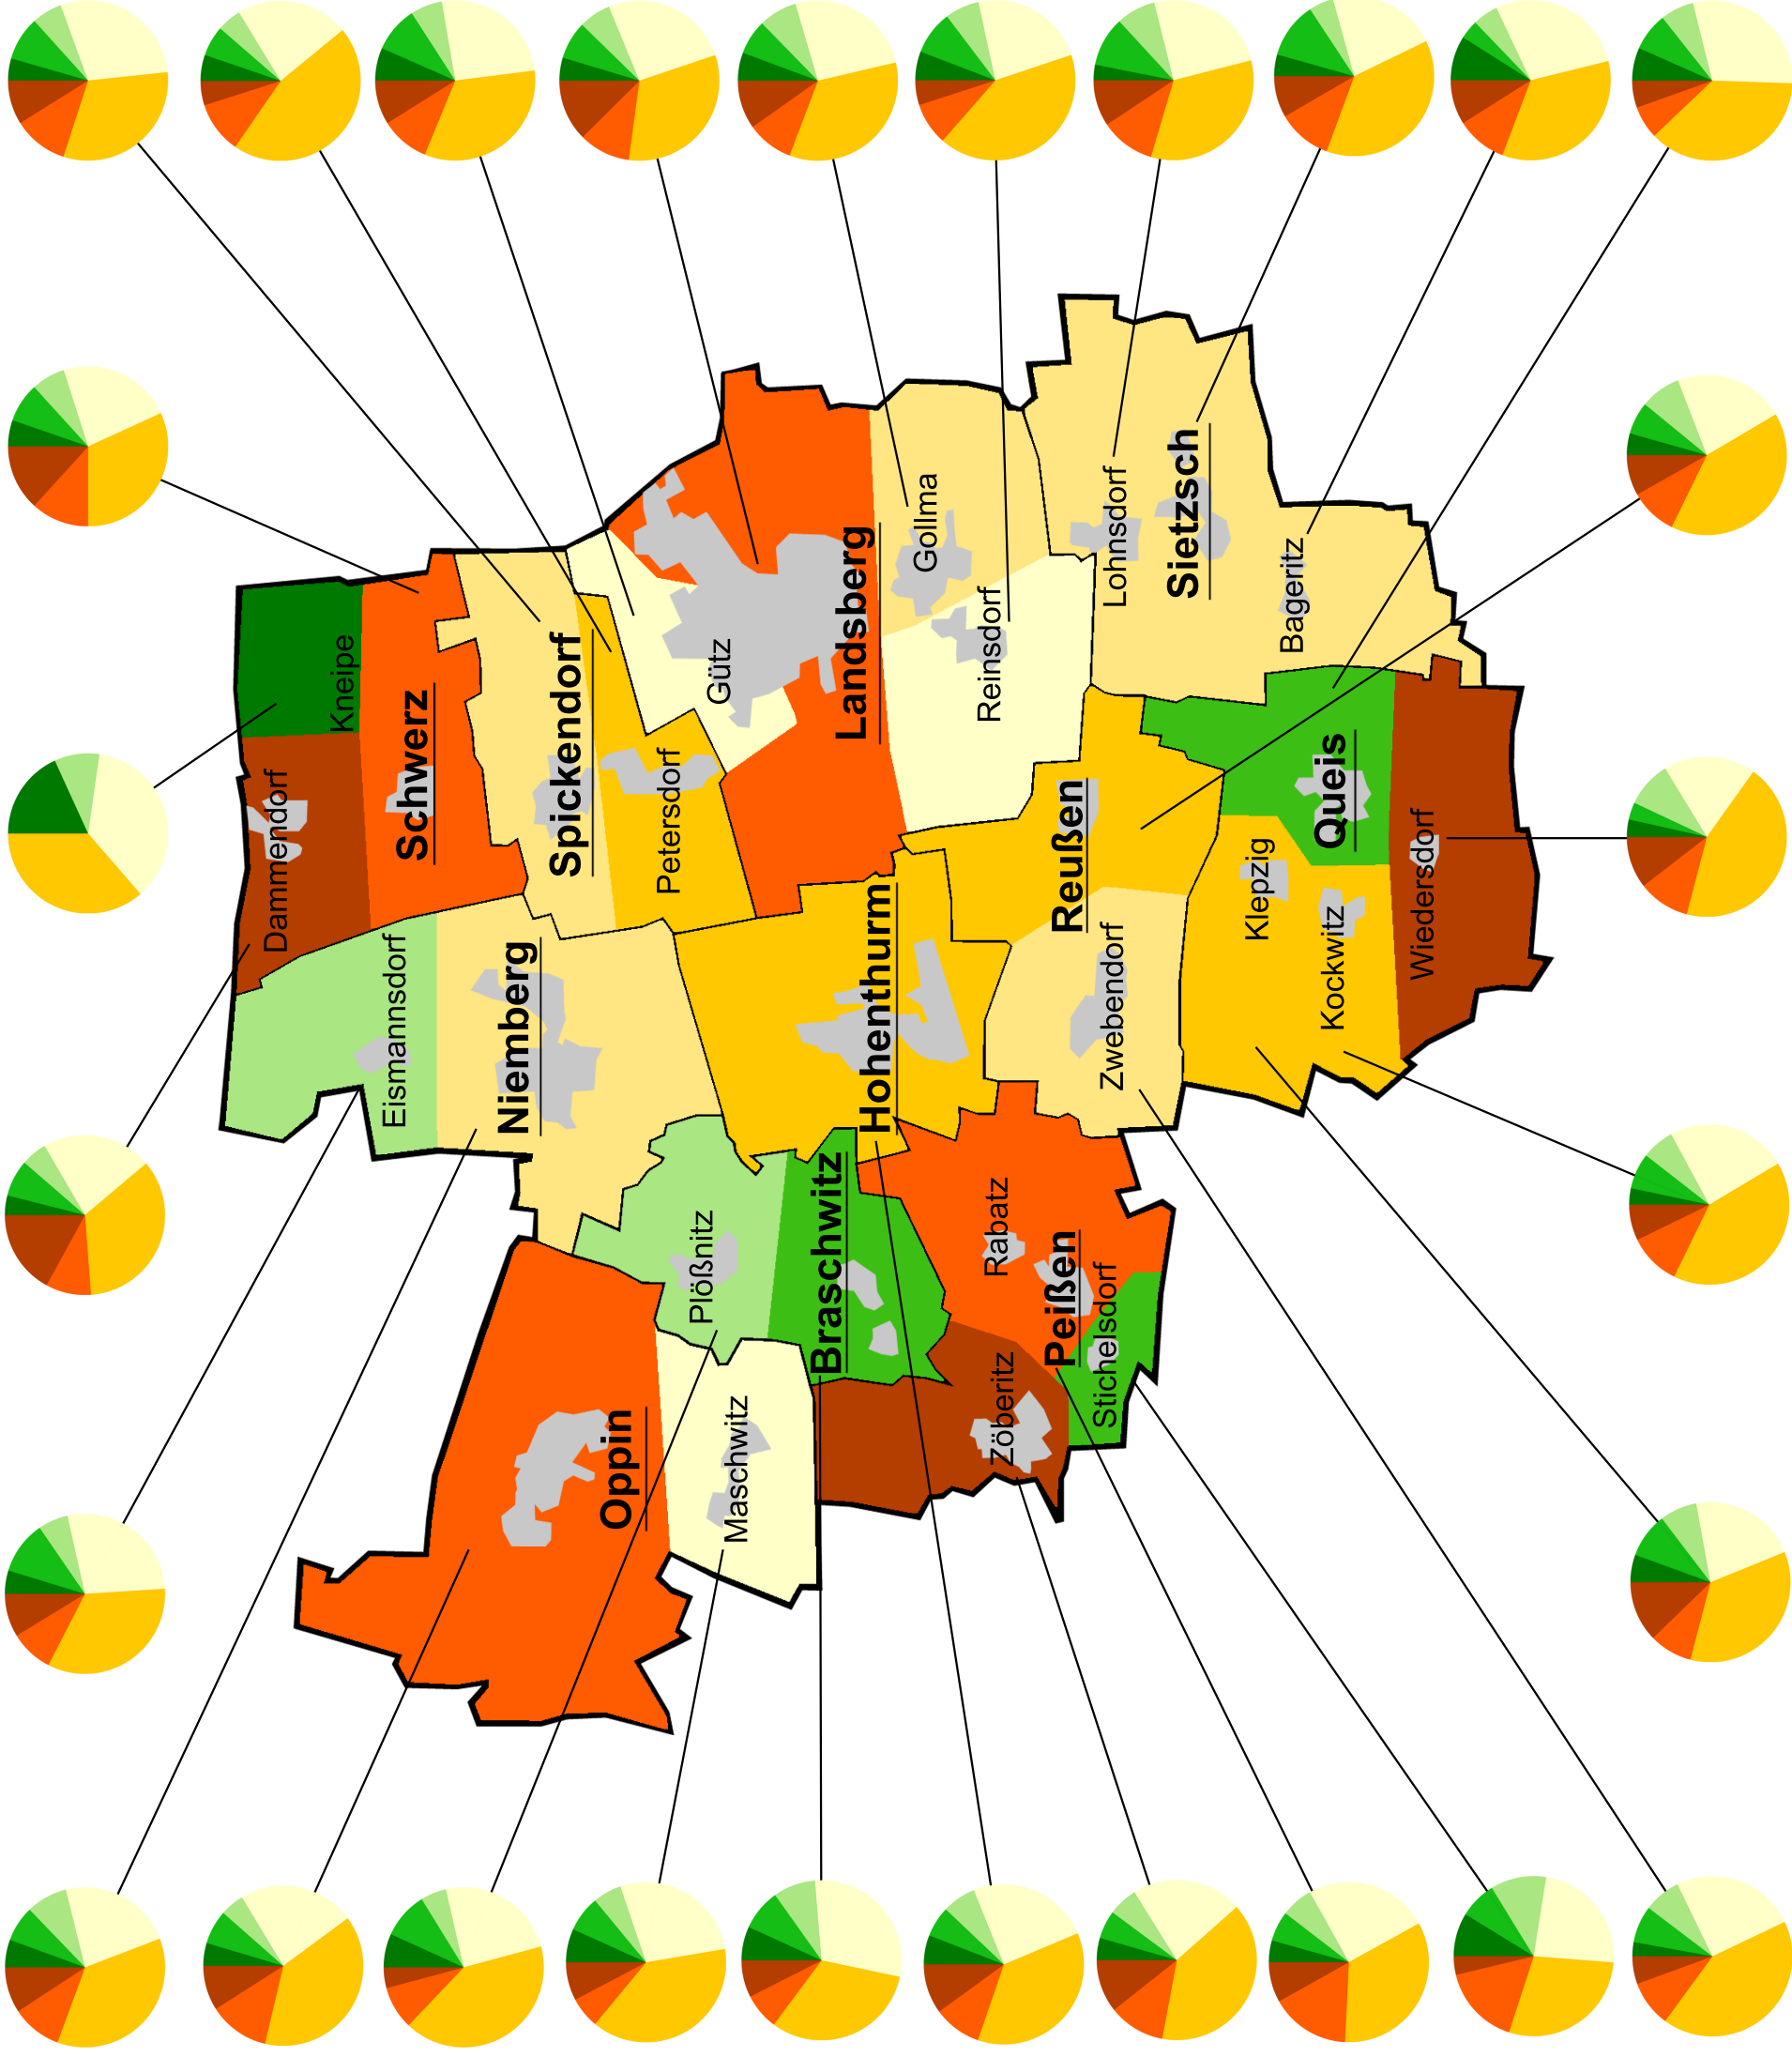 Kneipe
Dammendorf
Schwerz
Spickendorf
Petersdorf
Eismannsdorf
Niemberg
Gütz
Landsberg
Gollma
Reinsdorf
Lohnsdorf
Sietzsch
Bageritz
Queis
Wiedersdorf
Klepzig
Kockwitz
Reußen
Zwebendorf
Hohenthurm
Rabatz
Peißen
Stichelsdorf
Zöberitz
Braschwitz
Plößnitz
Maschwitz
Oppin